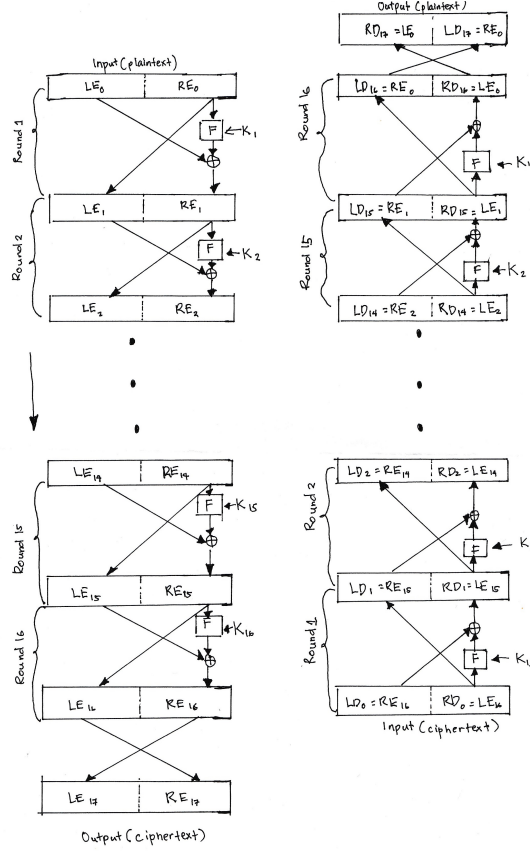 Input (plaintext)
LE0 RE0
Round 1
F K1
LE1 RE1
Round 2
F K2
LE2 RE2
LE14 RE14
Round 15
F K15
LE15 RE15
Round 16
F K16
LE16 RE16
LE17 RE17
Output (ciphertext)
Output (plaintext)
RD17 = LE0 LD17 = RE0
LD16 = RE0 RD16 = LE0
Round 16
F K1
LD15 = RE1 RD15 = LE1
Round 15
F K2
LD14 = RE2 RD14 = LE2
LD2 = RE14 RD2 = LE14
Round 2
F K
LD1 = RE15 RD1 = LE15
Round 1
F K1
LD0 = RE16 RD0 = LE16
Input (ciphertext)